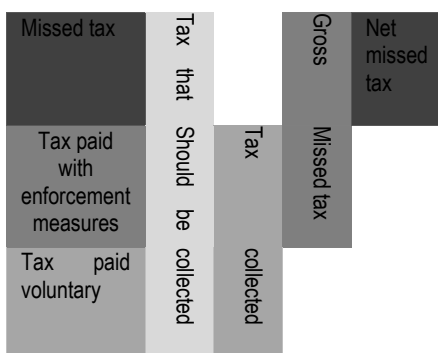 Missed tax
Tax paid
with
enforcement
measures
Tax paid
voluntary
Tax that Should be collected
Tax collected
Gross Missed tax
Net
missed
tax